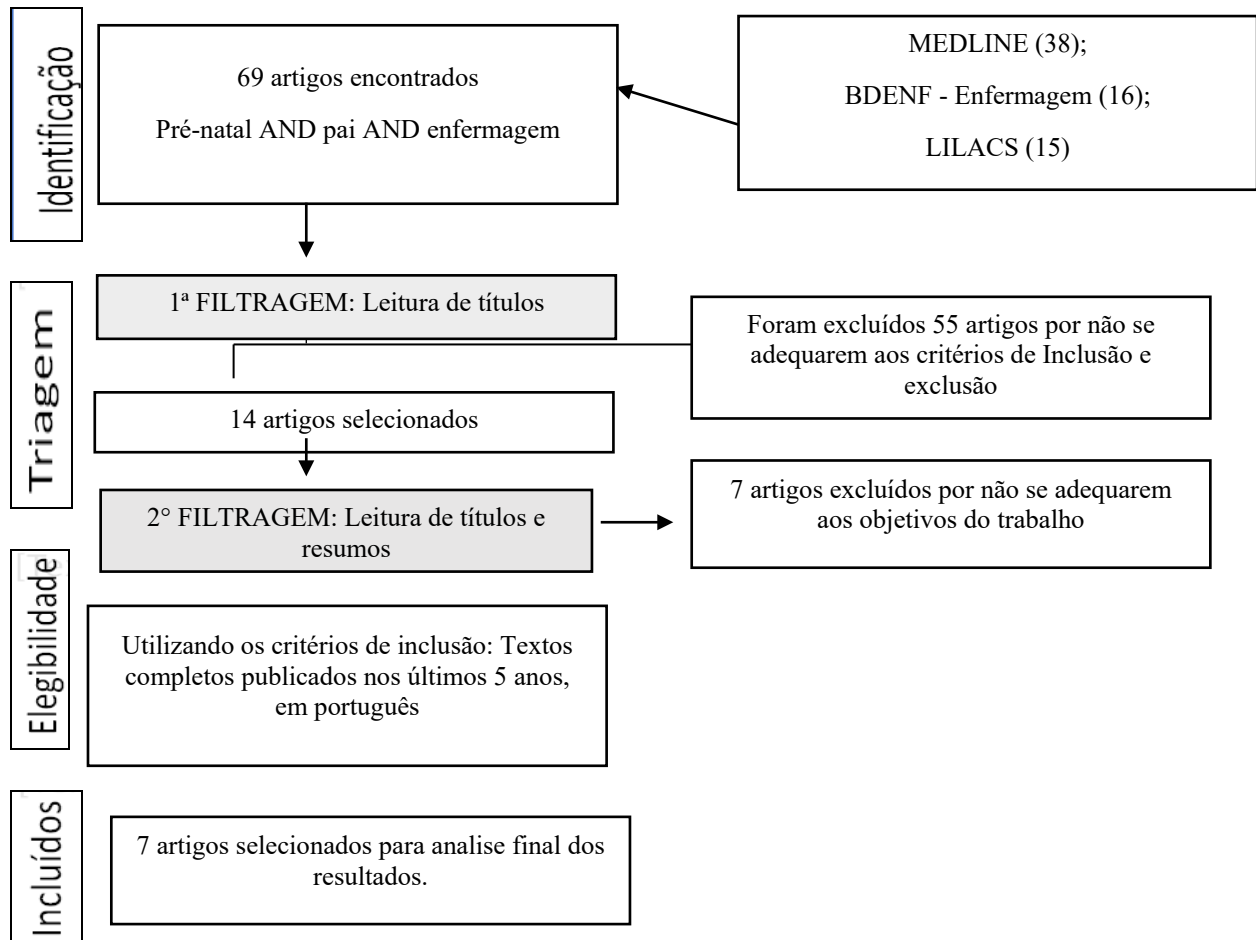 Identificação
69 artigos encontrados
Pré-natal AND pai AND enfermagem
MEDLINE (38);
BDENF - Enfermagem (16);
LILACS (15)
Triagem
1ª FILTRAGEM: Leitura de títulos
Foram excluídos 55 artigos por não se
adequarem aos critérios de Inclusão e
exclusão
14 artigos selecionados
2° FILTRAGEM: Leitura de títulos e
resumos
7 artigos excluídos por não se adequarem
aos objetivos do trabalho
Elegibilidade
Utilizando os critérios de inclusão: Textos
completos publicados nos últimos 5 anos,
em português
Incluídos
7 artigos selecionados para analise final dos
resultados.